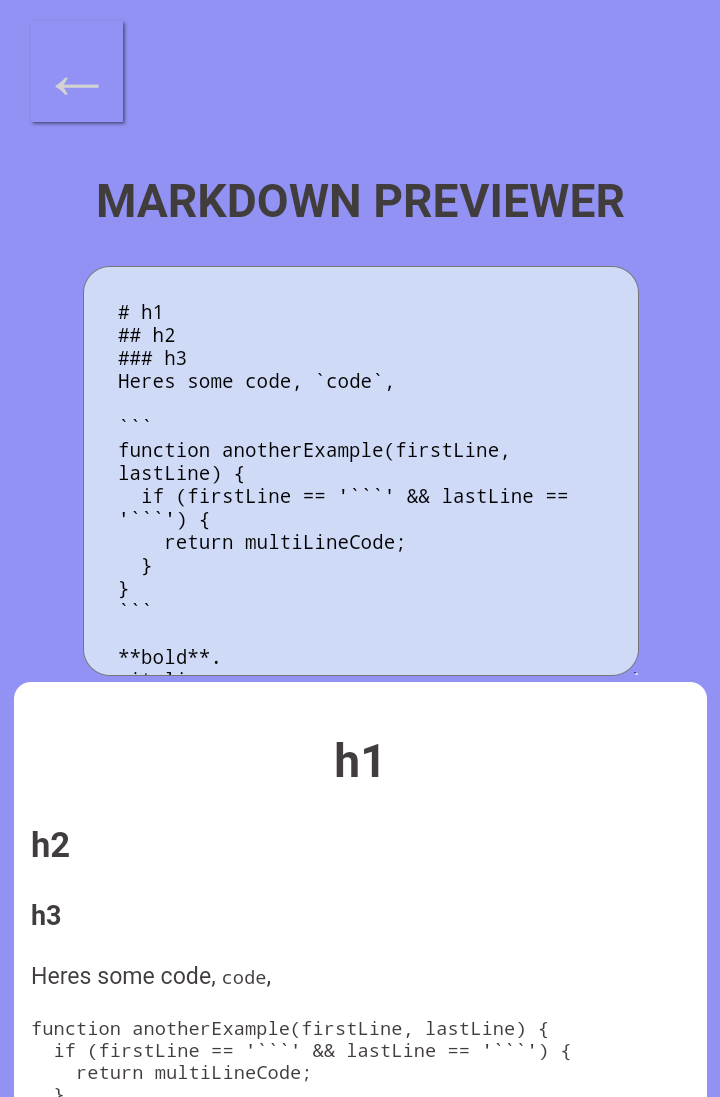 ←
MARKDOWN PREVIEWER
# h1
## h2
### h3
Heres some code, `code`,

```
function anotherExample(firstLine,
lastLine) {
  if (firstLine == '```' && lastLine ==
'```') {
    return multiLineCode;
  }
}
```

**bold**.
h1
h2
h3
Heres some code, code,
function anotherExample(firstLine, lastLine) {
  if (firstLine == '```' && lastLine == '```') {
    return multiLineCode;
  }